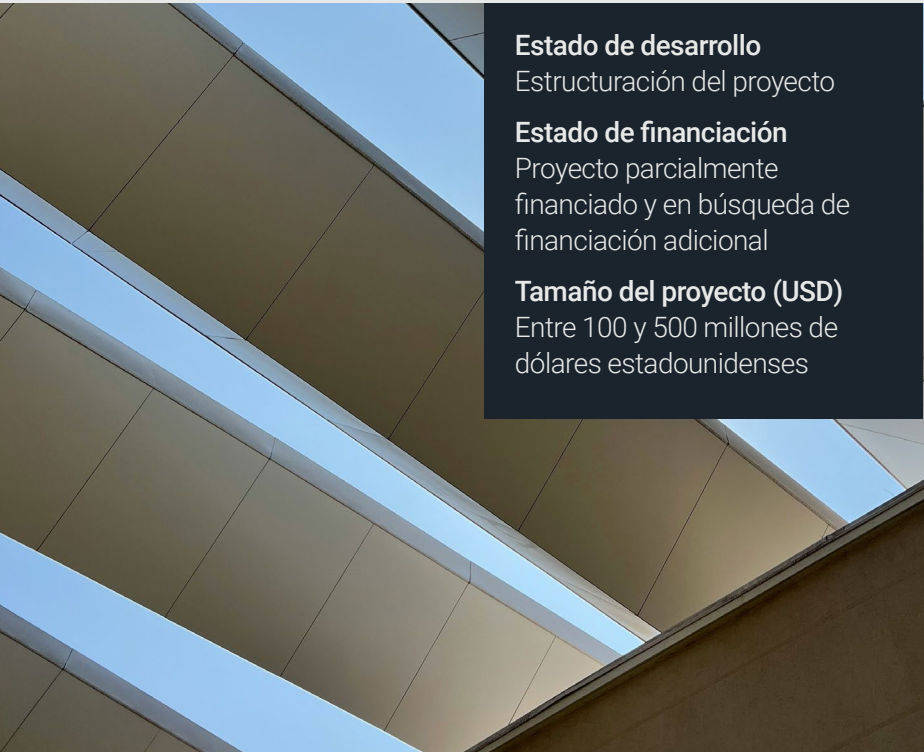 Estado de desarrollo
Estructuración del proyecto
Estado de financiación
Proyecto parcialmente
financiado y en búsqueda de
financiación adicional
Tamaño del proyecto (USD)
Entre 100 y 500 millones de
dólares estadounidenses